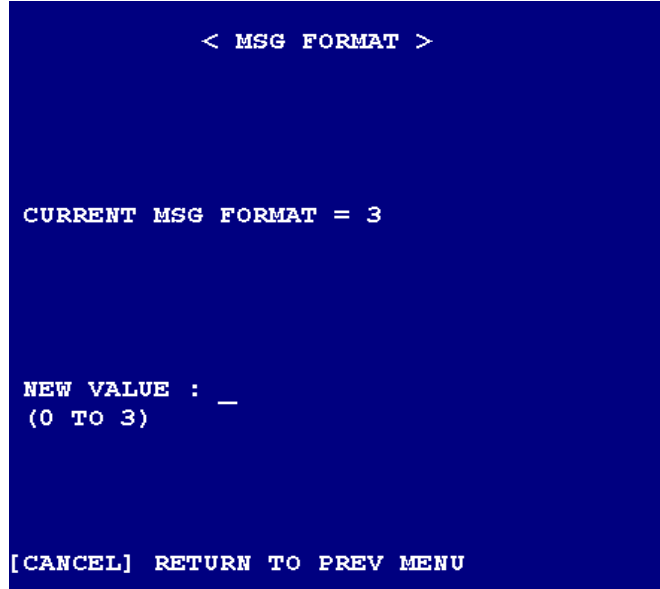 < MSG FORMAT >
CURRENT MSG FORMAT = 3
NEW VALUE : _
(0 TO 3)
[CANCEL] RETURN TO PREV MENU